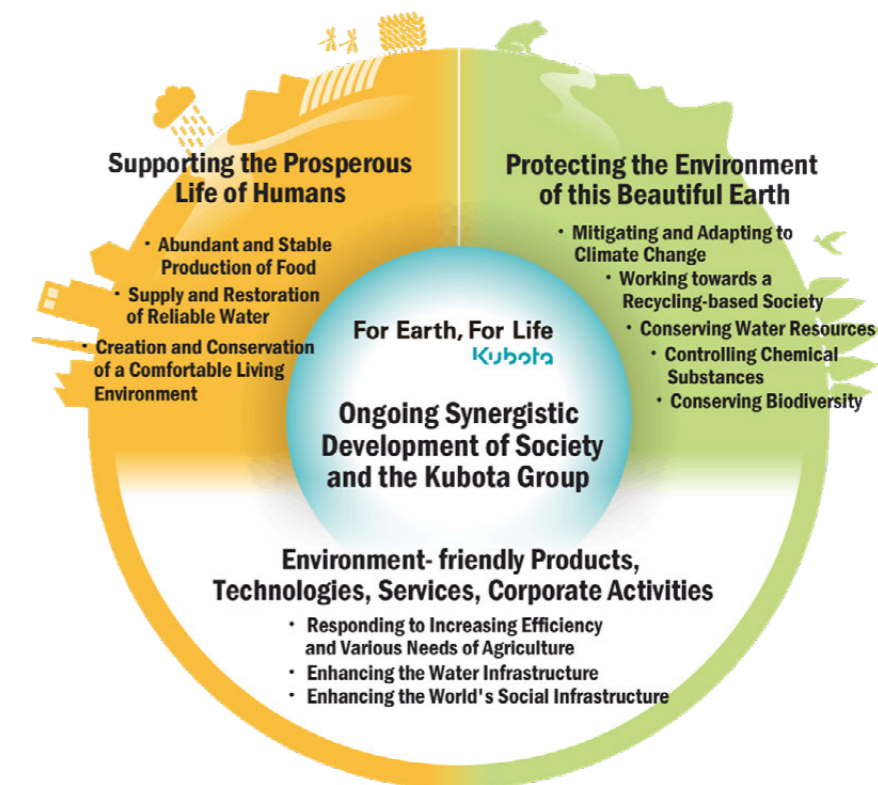 Supporting the Prosperous
Life of Humans
・Abundant and Stable
Production of Food
・Supply and Restoration
of Reliable Water
・Creation and Conservation
of a Comfortable Living
Environment
Protecting the Environment
of this Beautiful Earth
・Mitigating and Adapting to
Climate Change
・Working towards a
Recycling-based Society
・Conserving Water Resources
・Controlling Chemical
Substances
・Conserving Biodiversity
For Earth, For Life
Kubota
Ongoing Synergistic
Development of Society
and the Kubota Group
Environment- friendly Products,
Technologies, Services, Corporate Activities
・Responding to Increasing Efficiency
and Various Needs of Agriculture
・Enhancing the Water Infrastructure
・Enhancing the World's Social Infrastructure